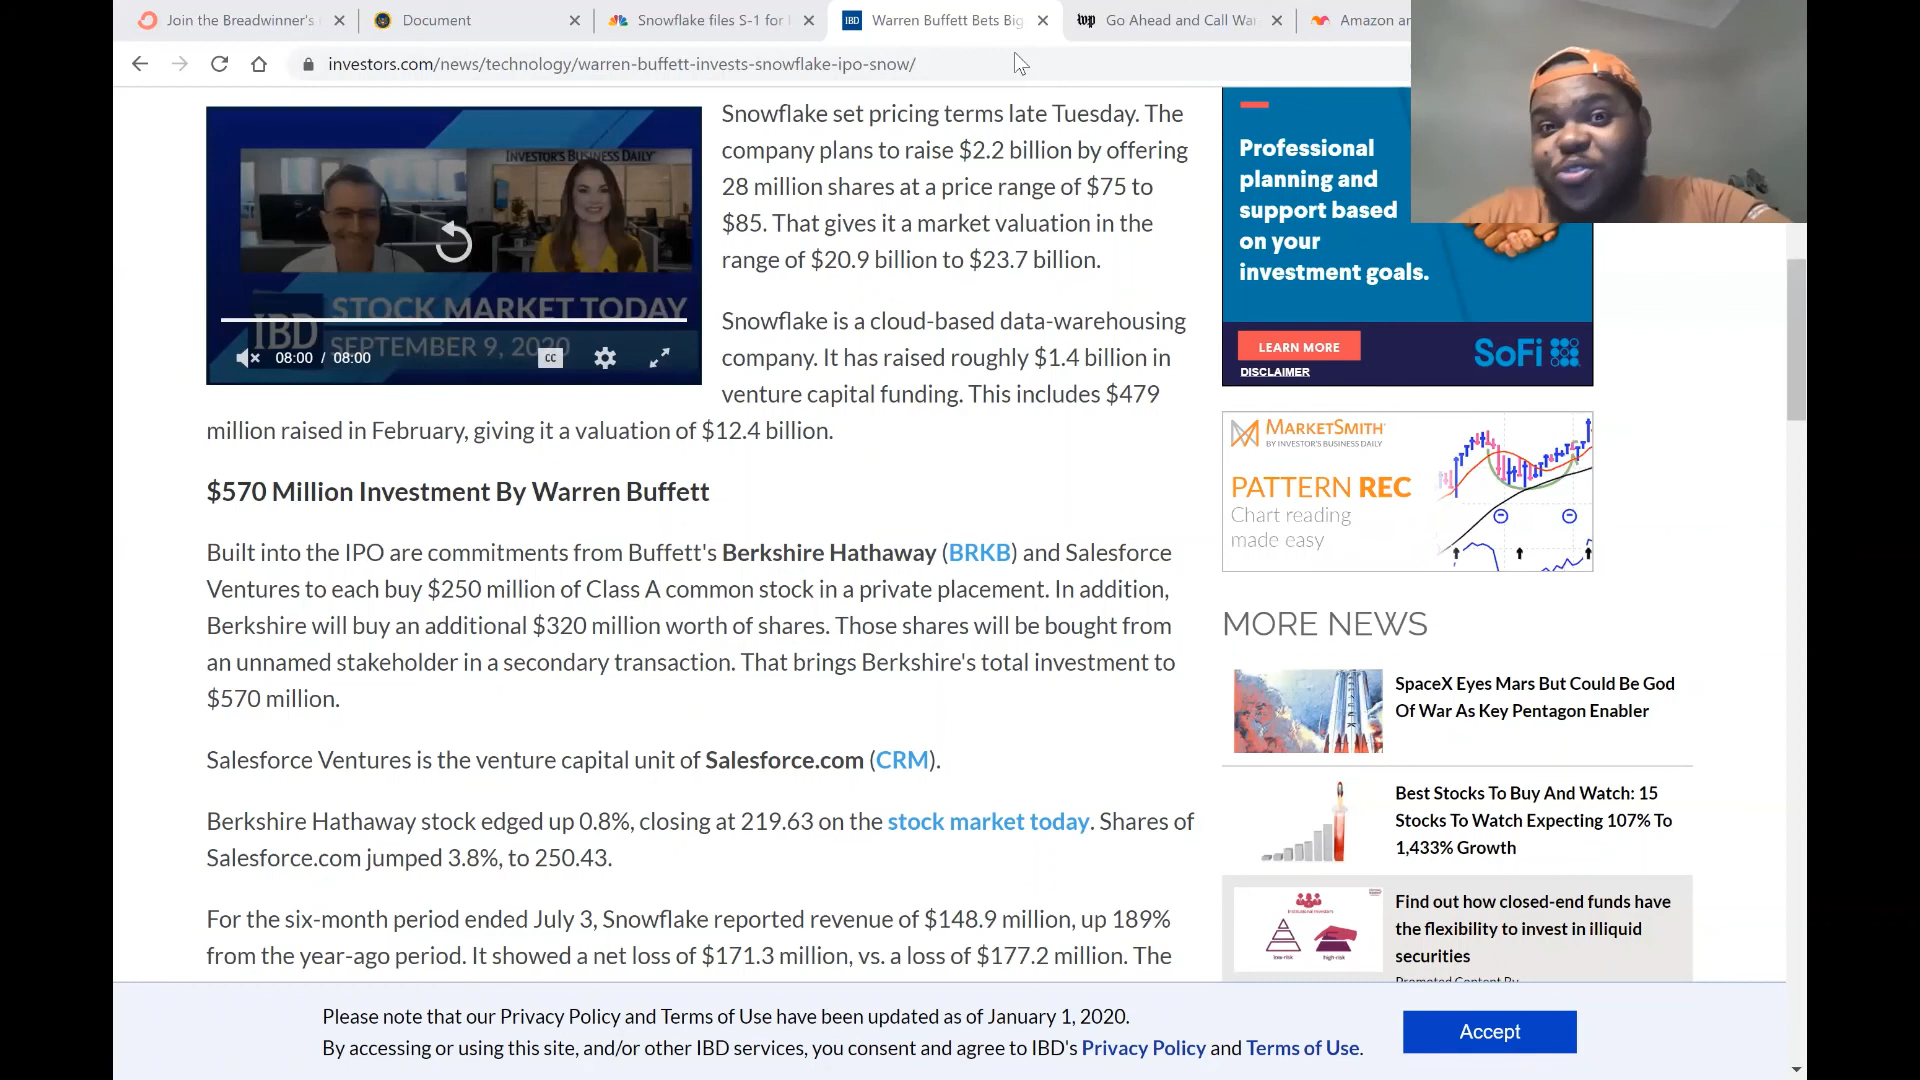 Join the Breadwinner's
Document
Snowflake files S-1 for
Warren Buffett Bets Big
Go Ahead and Call War
Amazon an
investors.com/news/technology/warren-buffett-invests-snowflake-ipo-snow/
INVESTOR'S BUSINESS DAILY
IBD
STOCK MARKET TODAY
SEPTEMBER 9, 2020
08:00 / 08:00
CC
Snowflake set pricing terms late Tuesday. The
company plans to raise $2.2 billion by offering
28 million shares at a price range of $75 to
$85. That gives it a market valuation in the
range of $20.9 billion to $23.7 billion.
Snowflake is a cloud-based data-warehousing
company. It has raised roughly $1.4 billion in
venture capital funding. This includes $479
million raised in February, giving it a valuation of $12.4 billion.
$570 Million Investment By Warren Buffett
Built into the IPO are commitments from Buffett's Berkshire Hathaway (BRKB) and Salesforce
Ventures to each buy $250 million of Class A common stock in a private placement. In addition,
Berkshire will buy an additional $320 million worth of shares. Those shares will be bought from
an unnamed stakeholder in a secondary transaction. That brings Berkshire's total investment to
$570 million.
Salesforce Ventures is the venture capital unit of Salesforce.com (CRM).
Berkshire Hathaway stock edged up 0.8%, closing at 219.63 on the stock market today. Shares of
Salesforce.com jumped 3.8%, to 250.43.
For the six-month period ended July 3, Snowflake reported revenue of $148.9 million, up 189%
from the year-ago period. It showed a net loss of $171.3 million, vs. a loss of $177.2 million. The
Professional
planning and
support based
on your
investment goals.
LEARN MORE
DISCLAIMER
SoFi
MARKETSMITH
BY INVESTOR'S BUSINESS DAILY
PATTERN REC
Chart reading
made easy
MORE NEWS
SpaceX Eyes Mars But Could Be God
Of War As Key Pentagon Enabler
Best Stocks To Buy And Watch: 15
Stocks To Watch Expecting 107% To
1,433% Growth
low-risk
high-risk
Find out how closed-end funds have
the flexibility to invest in illiquid
securities
Promoted Content By
Please note that our Privacy Policy and Terms of Use have been updated as of January 1, 2020.
By accessing or using this site, and/or other IBD services, you consent and agree to IBD's Privacy Policy and Terms of Use.
Accept